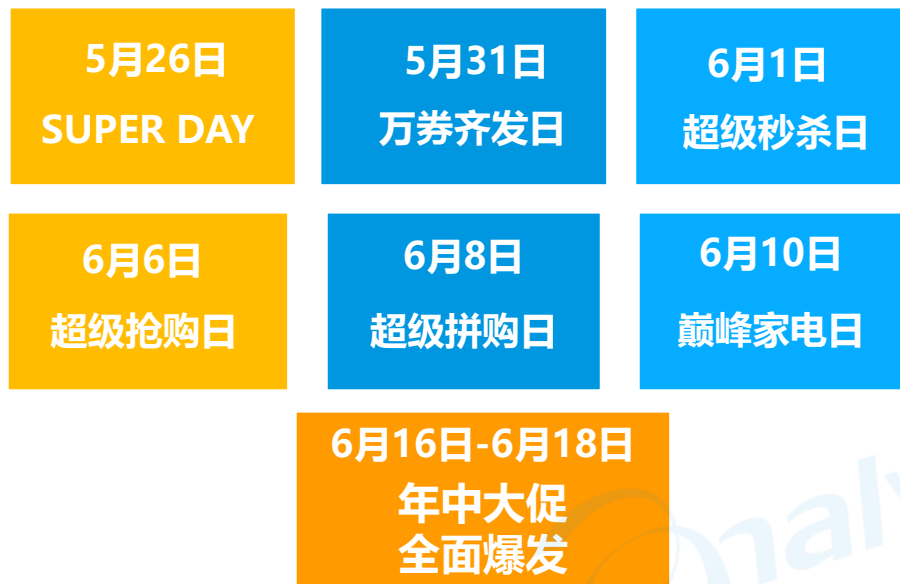 5月26日
SUPER DAY
5月31日
万券齐发日
6月1日
超级秒杀日
6月6日
超级抢购日
6月8日
超级拼购日
6月10日
巅峰家电日
6月16日-6月18日
年中大促
全面爆发